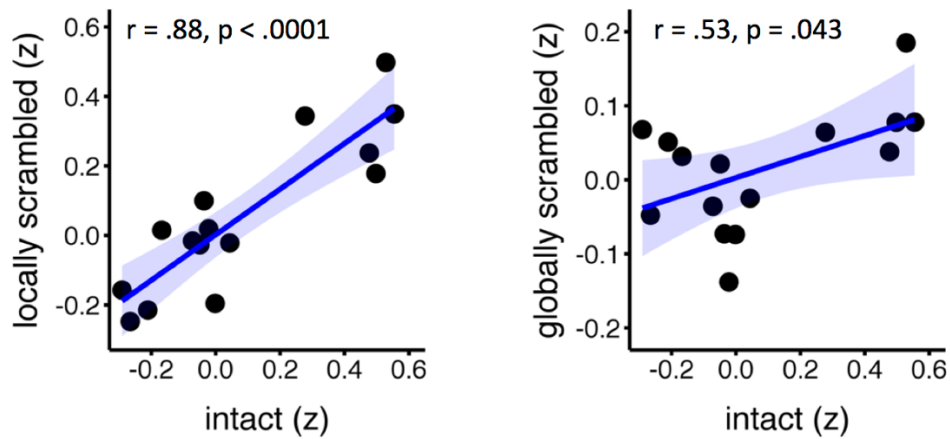 r = .88, p < .0001
locally scrambled (z)
0.6
0.4
0.2
0.0
-0.2
-0.2 0.0 0.2 0.4 0.6
intact (z)
r = .53, p = .043
globally scrambled (z)
0.2
0.1
0.0
-0.1
-0.2
-0.2 0.0 0.2 0.4 0.6
intact (z)